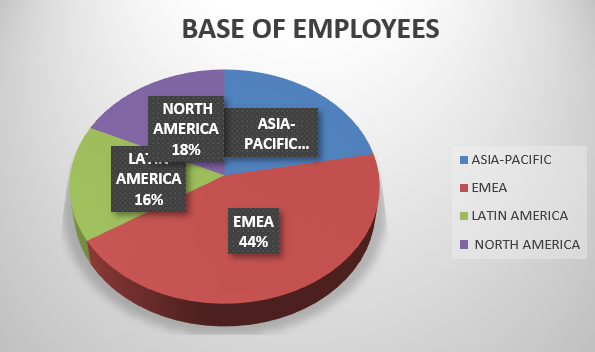 BASE OF EMPLOYEES
NORTH
AMERICA
18%
ASIA-
PACIFIC...
LATIN
AMERICA
16%
EMEA
44%
ASIA-PACIFIC
EMEA
LATIN AMERICA
NORTH AMERICA